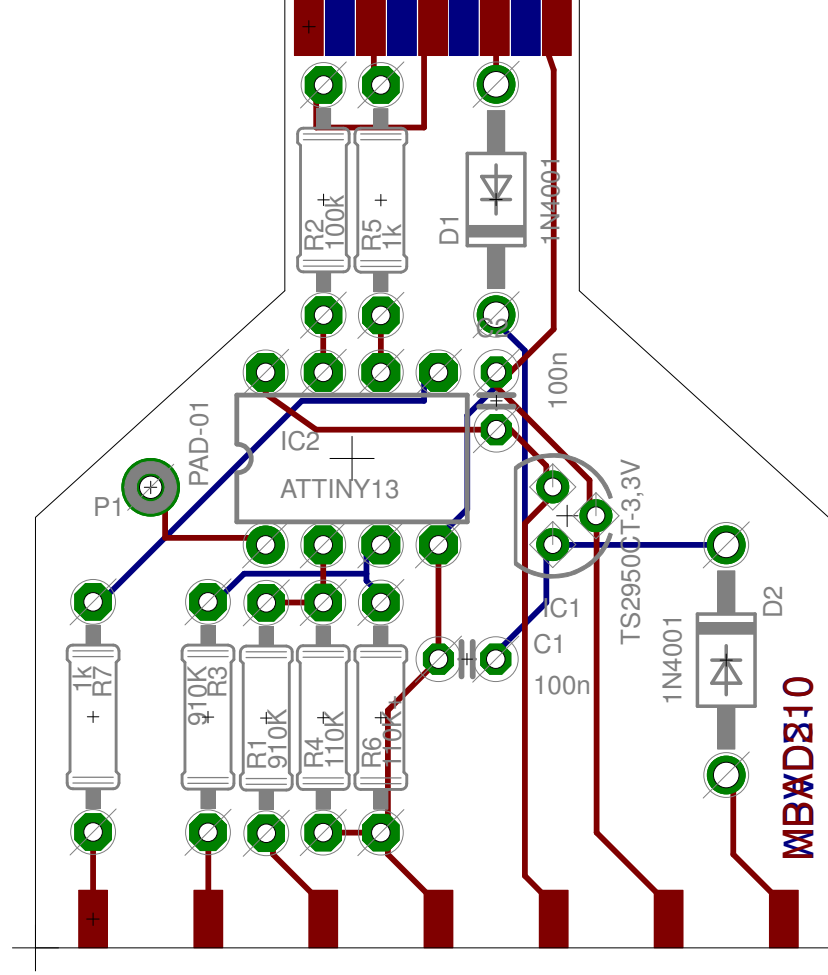 R2
100k
R5
1k
D1
1N4001
C2
100n
PAD-01
IC2
ATTINY13
P1
TS2950CT-3,3V
IC1
C1
100n
D2
1N4001
1k
R7
910K
R3
R1
910K
R4
110K
R6
110K